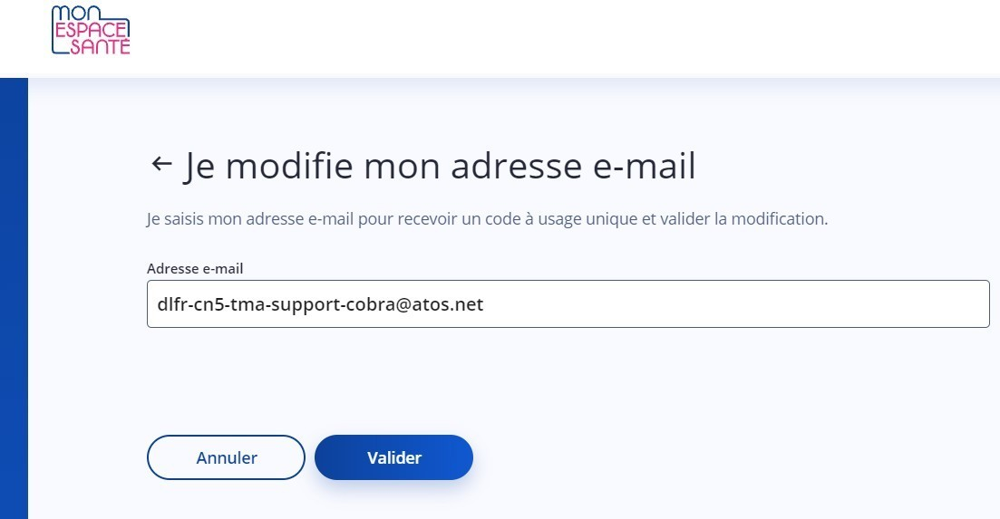 mon
ESPACE
SANTÉ
← Je modifie mon adresse e-mail
Je saisis mon adresse e-mail pour recevoir un code à usage unique et valider la modification.
Adresse e-mail
dlfr-cn5-tma-support-cobra@atos.net
Annuler
Valider